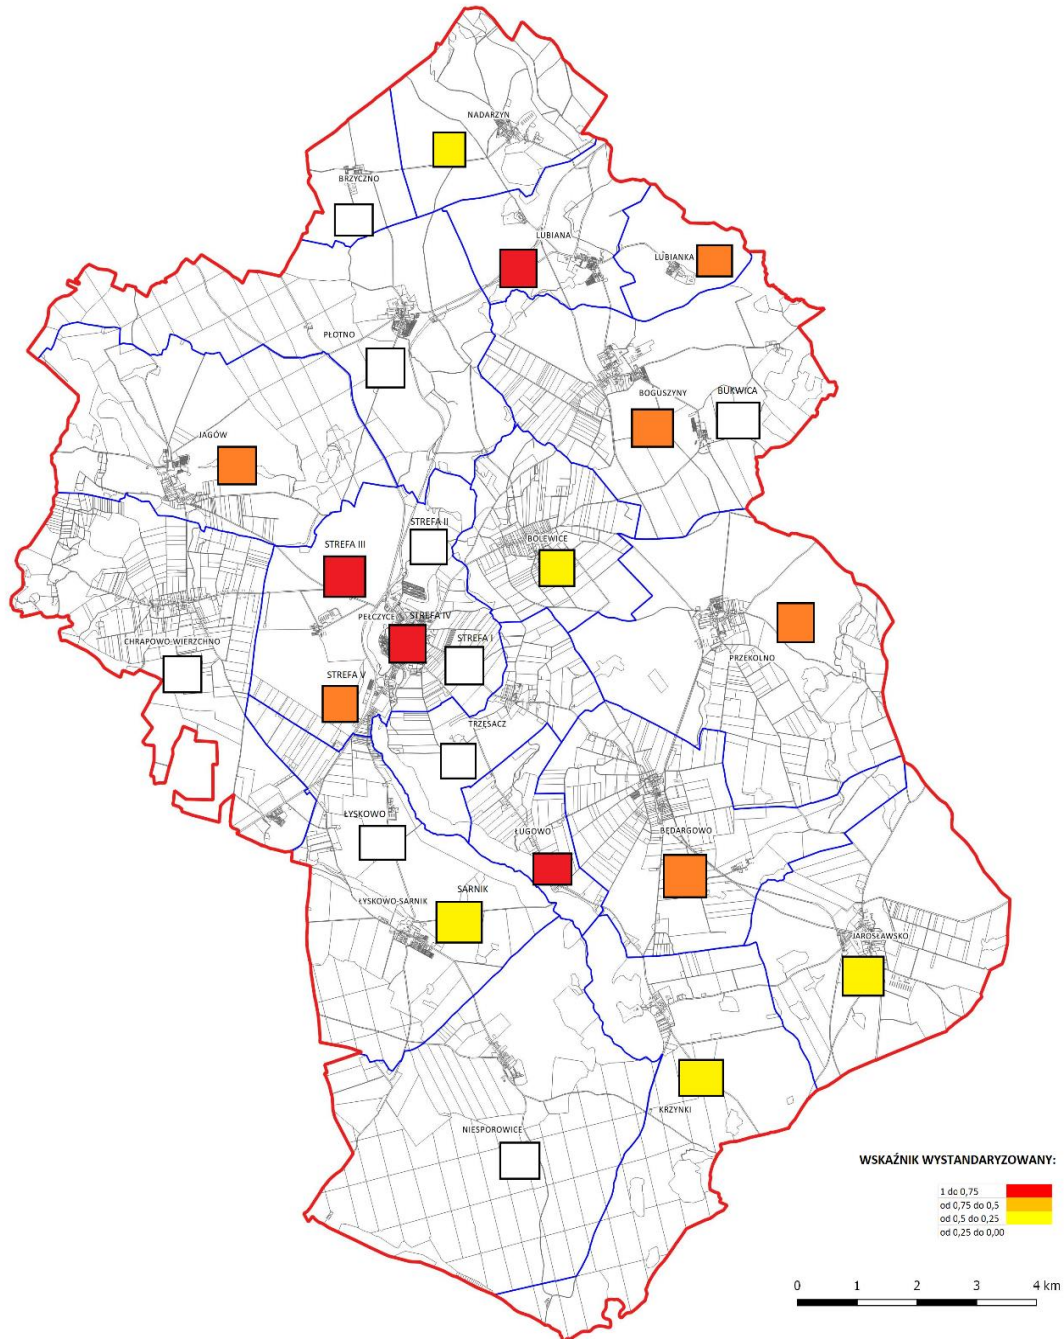 NADARZYN
BRZYCZNO
LUBIANA
LUBIANKA
PŁOTNO
BOGUSZYNY
BUKWICA
JAGÓW
STREFA II
STREFA III
BOLEWICE
PEŁCZYCE
STREFA IV
STREFA I
CHRAPOWO-WIERZCHNO
PRZEKOLNO
STREFA V
TRZĘSACZ
ŁYSKOWO
ŁUGOWO
BĘDARGOWO
SARNIK
ŁYSKOWO-SARNIK
JAROSŁAWSKO
KRZYNKI
NIESPOROWICE
WSKAŹNIK WYSTANDARYZOWANY:
1 do 0,75
od 0,75 do 0,5
od 0,5 do 0,25
od 0,25 do 0,00
0 1 2 3 4 km